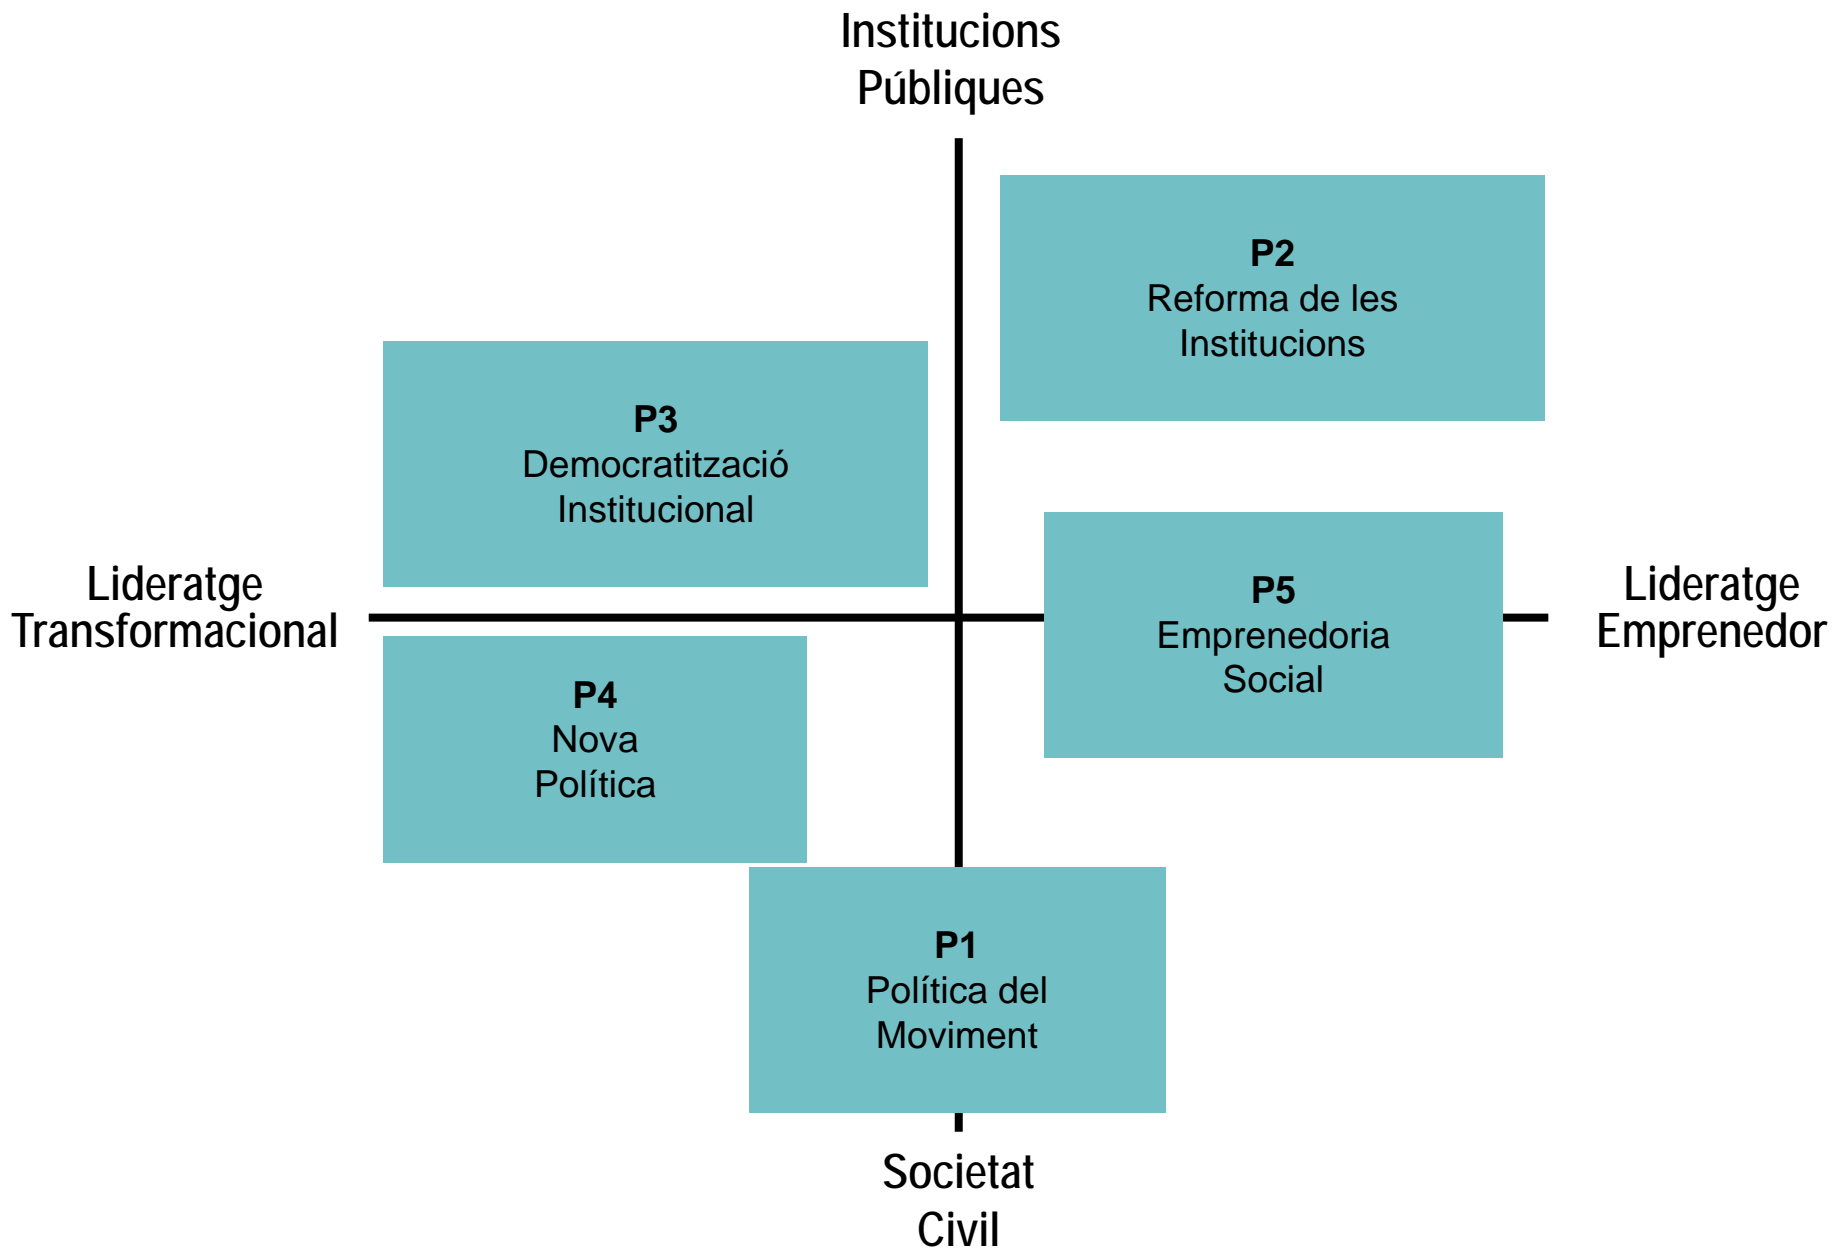 Institucions
Públiques
P2
Reforma de les
Institucions
P3
Democratització
Institucional
Lideratge
Transformacional
P5
Emprenedoria
Social
Lideratge
Emprenedor
P4
Nova
Política
P1
Política del
Moviment
Societat
Civil